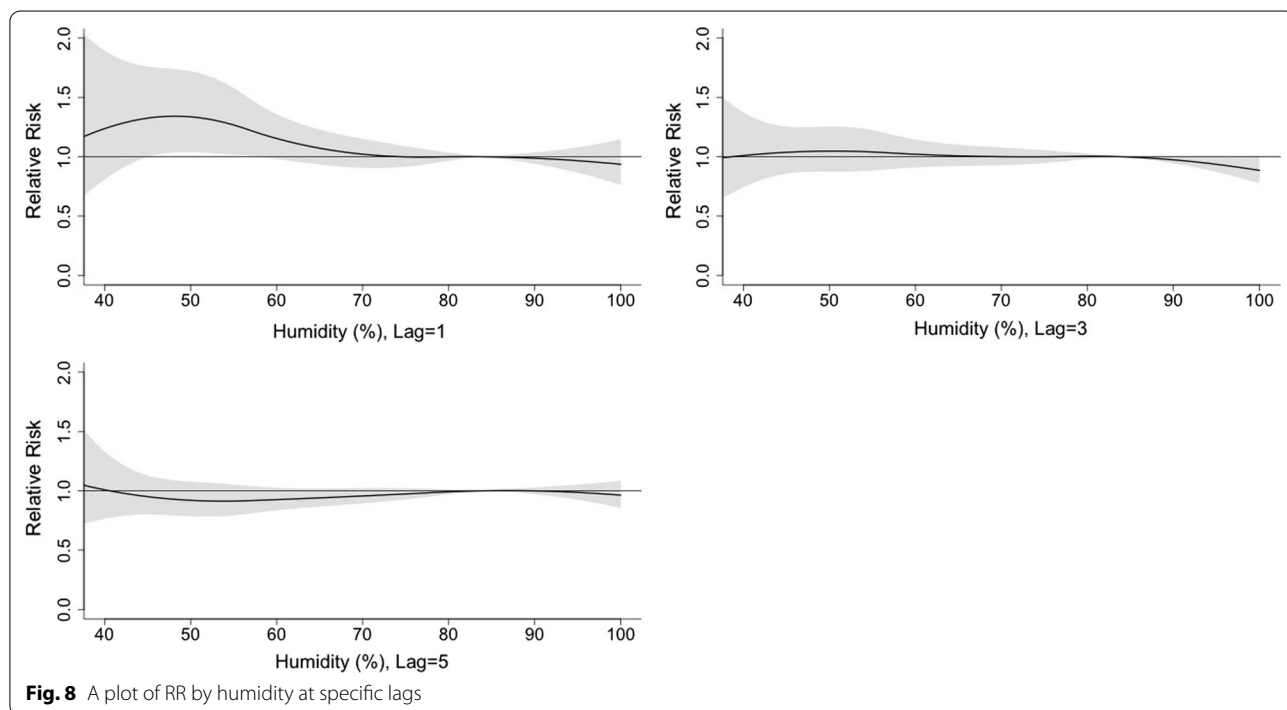 Relative Risk
2.0
1.5
1.0
0.5
0.0
40 50 60 70 80 90 100
Humidity (%), Lag=1
Relative Risk
2.0
1.5
1.0
0.5
0.0
40 50 60 70 80 90 100
Humidity (%), Lag=3
Relative Risk
2.0
1.5
1.0
0.5
0.0
40 50 60 70 80 90 100
Humidity (%), Lag=5
Fig. 8 A plot of RR by humidity at specific lags